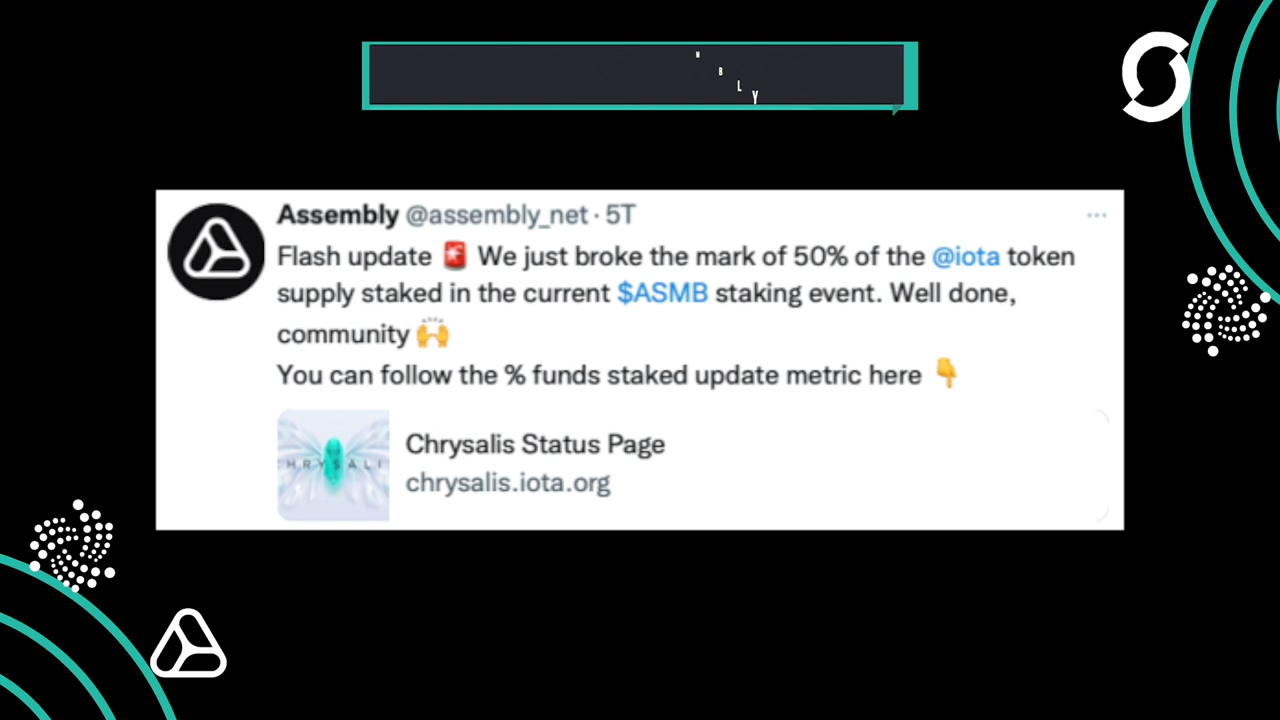 M
B
L
Y
Assembly @assembly_net · 5T
Flash update 🚨 We just broke the mark of 50% of the @iota token
supply staked in the current $ASMB staking event. Well done,
community 🙌
You can follow the % funds staked update metric here 👇
CHRYSALI
Chrysalis Status Page
chrysalis.iota.org